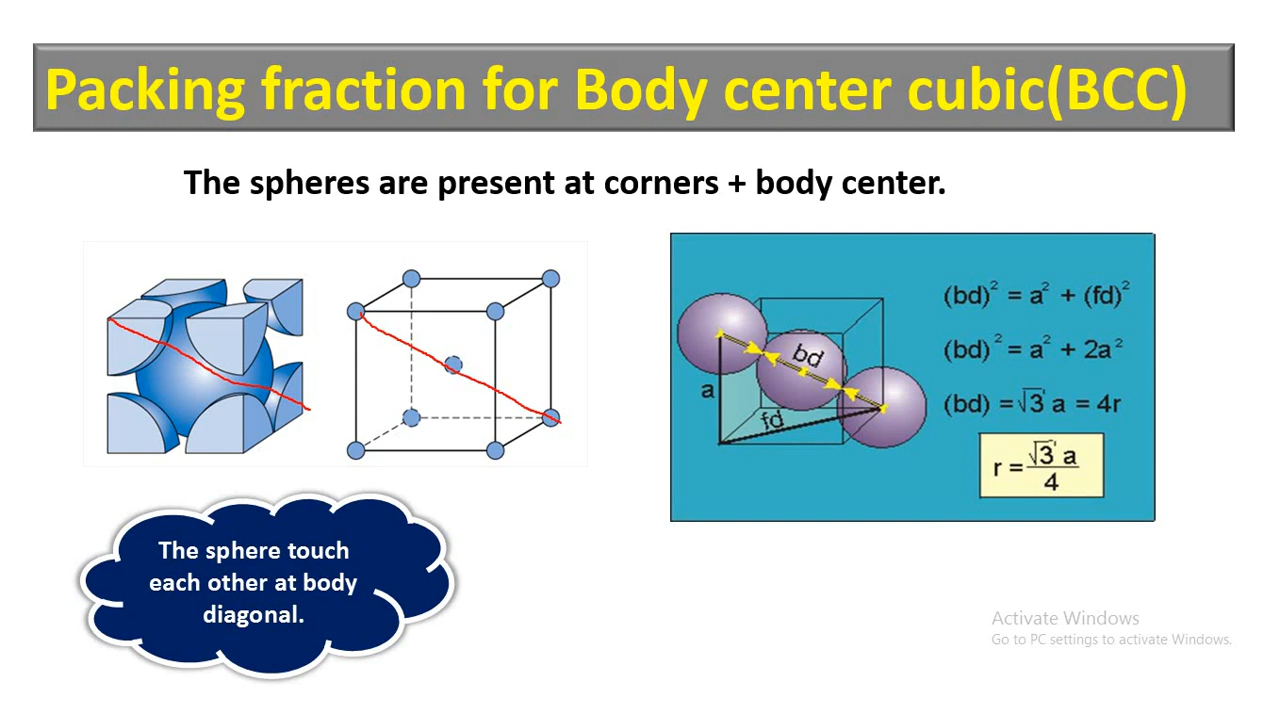 Packing fraction for Body center cubic(BCC)
The spheres are present at corners + body center.
bd
a
fd
(bd)² = a² + (fd)²
(bd)² = a² + 2a²
(bd) = √3 a = 4r
r = √3 a / 4
The sphere touch
each other at body
diagonal.
Activate Windows
Go to PC settings to activate Windows.